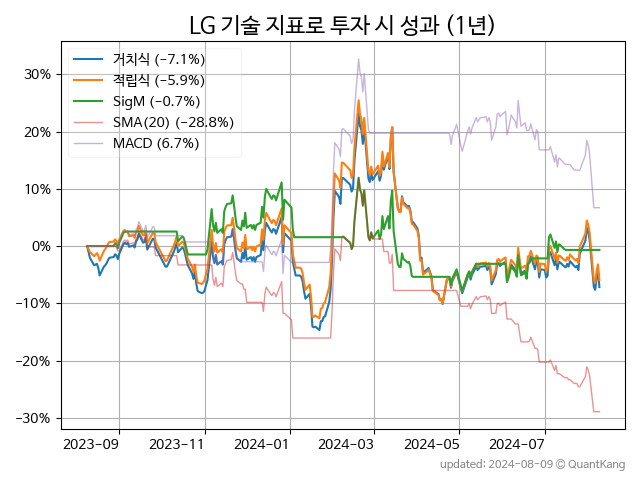 LG 기술 지표로 투자 시 성과 (1년)
거치식 (−7.1%)
적립식 (−5.9%)
SigM (−0.7%)
SMA(20) (−28.8%)
MACD (6.7%)
30%
20%
10%
0%
−10%
−20%
−30%
2023-09 2023-11 2024-01 2024-03 2024-05 2024-07
updated: 2024-08-09 © QuantKang